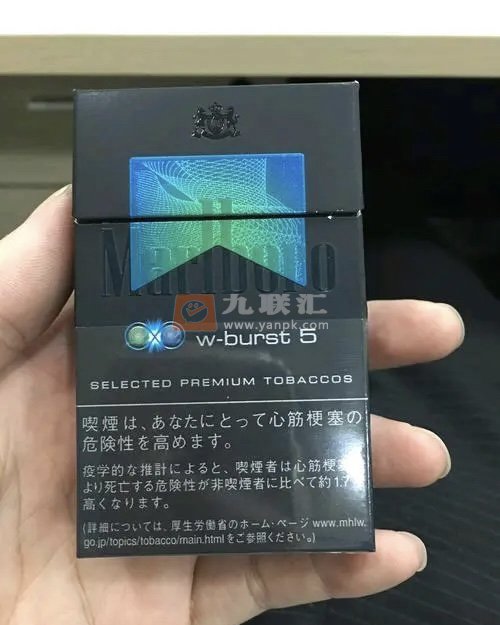 Marlboro
九联汇
www.yanpk.com
w-burst 5
SELECTED PREMIUM TOBACCOS
喫煙は、あなたにとって心筋梗塞の
危険性を高めます。
疫学的な推計によると、喫煙者は心筋梗塞に
より死亡する危険性が非喫煙者に比べて約1.7
高くなります。
(詳細については、厚生労働省のホーム・ページ www.mhlw.
go.jp/topics/tobacco/main.html をご参照ください。)